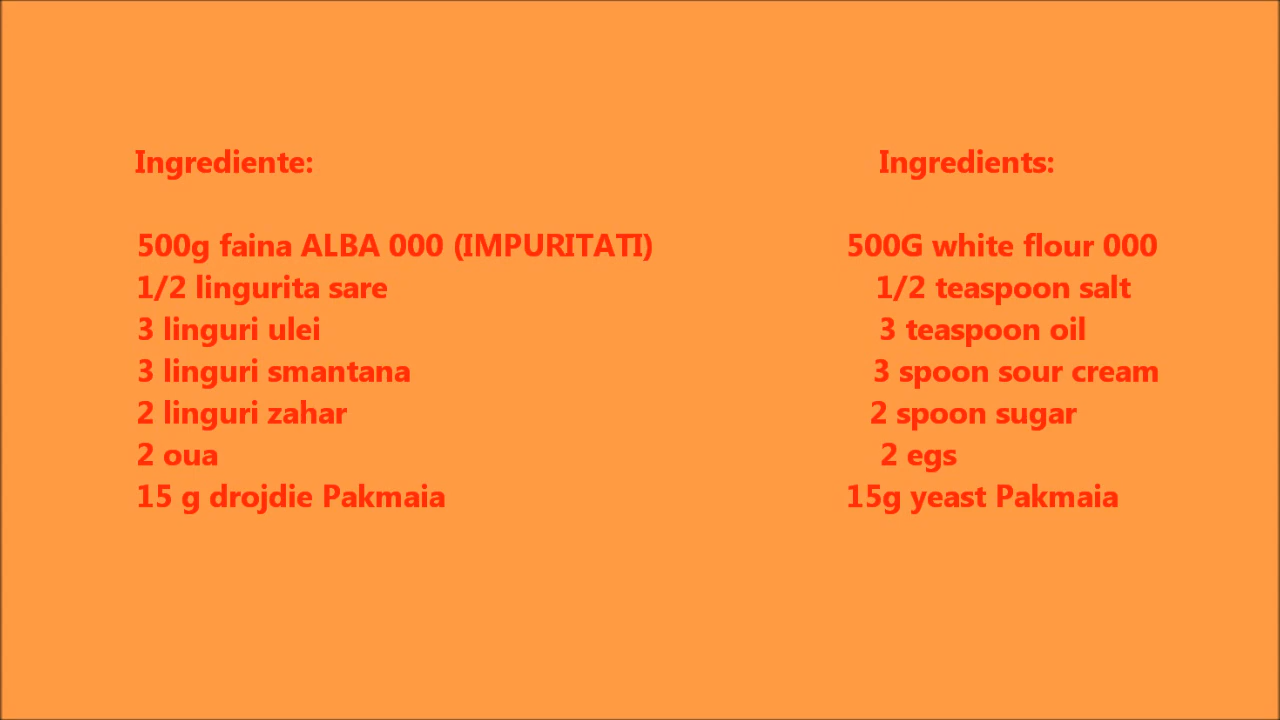 Ingrediente:
500g faina ALBA 000 (IMPURITATI)
1/2 lingurita sare
3 linguri ulei
3 linguri smantana
2 linguri zahar
2 oua
15 g drojdie Pakmaia
Ingredients:
500G white flour 000
1/2 teaspoon salt
3 teaspoon oil
3 spoon sour cream
2 spoon sugar
2 egs
15g yeast Pakmaia